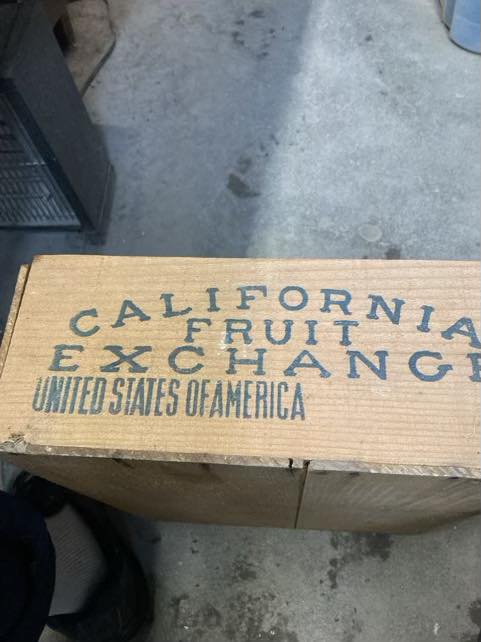 CALIFORNIA
FRUIT
EXCHANGE
UNITED STATES OF AMERICA